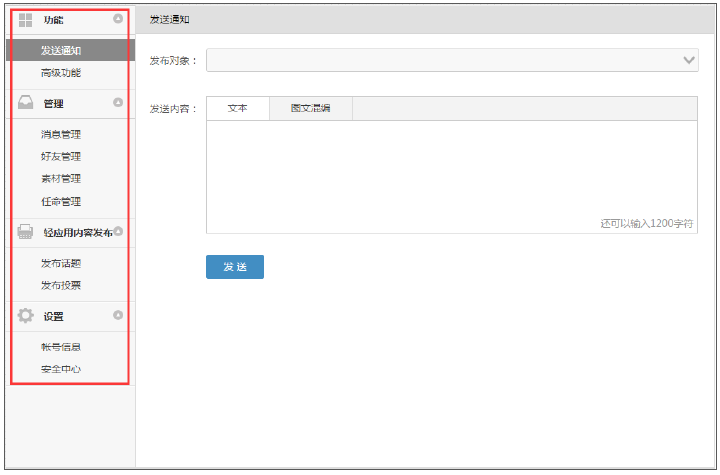 功能
发送通知
高级功能
管理
消息管理
好友管理
素材管理
任命管理
轻应用内容发布
发布话题
发布投票
设置
帐号信息
安全中心
发送通知
发布对象：
发送内容：
文本
图文混编
还可以输入1200字符
发 送